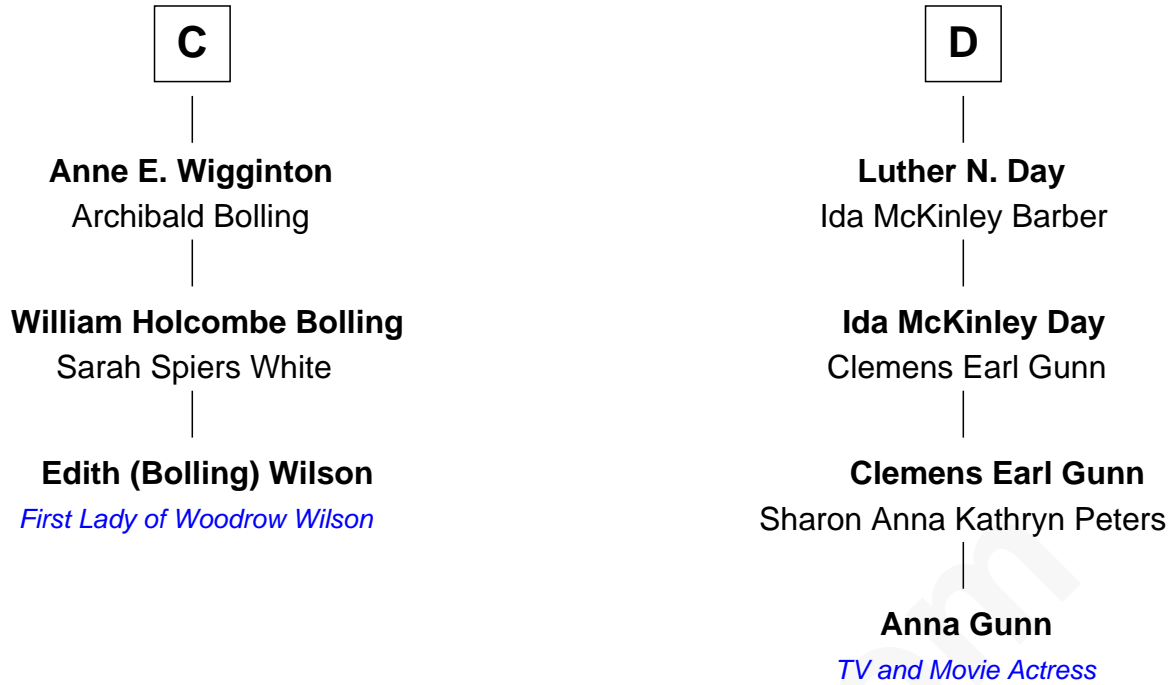 C
Anne E. Wigginton
Archibald Bolling
William Holcombe Bolling
Sarah Spiers White
Edith (Bolling) Wilson
First Lady of Woodrow Wilson
D
Luther N. Day
Ida McKinley Barber
Ida McKinley Day
Clemens Earl Gunn
Clemens Earl Gunn
Sharon Anna Kathryn Peters
Anna Gunn
TV and Movie Actress